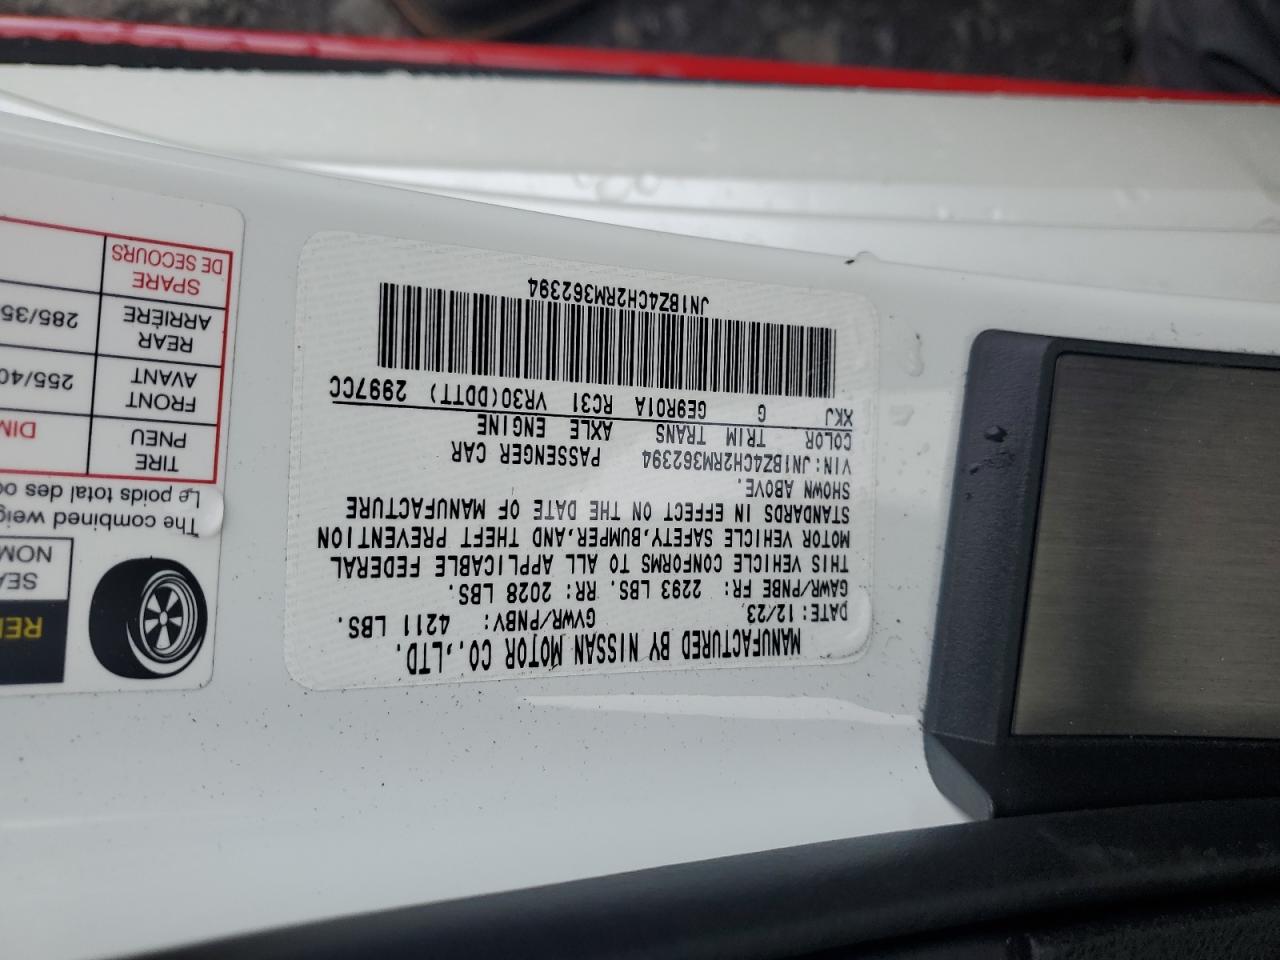 MANUFACTURED BY NISSAN MOTOR CO.,LTD.
DATE: 12/23 GVWR/PNBV: 4211 LBS.
GAWR/PNBE FR: 2293 LBS. RR: 2028 LBS.
THIS VEHICLE CONFORMS TO ALL APPLICABLE FEDERAL
MOTOR VEHICLE SAFETY,BUMPER,AND THEFT PREVENTION
STANDARDS IN EFFECT ON THE DATE OF MANUFACTURE
SHOWN ABOVE.
VIN: JN1BZ4CH2RM362394 PASSENGER CAR
COLOR TRIM TRANS AXLE ENGINE
XKJ G GE9R01A RC31 VR30(DDTT) 2997CC
JN1BZ4CH2RM362394
SEA
NOM
The combined weig
Le poids total des oc
TIRE
PNEU
DIM
FRONT
AVANT
255/40
REAR
ARRIÈRE
285/35
SPARE
DE SECOURS